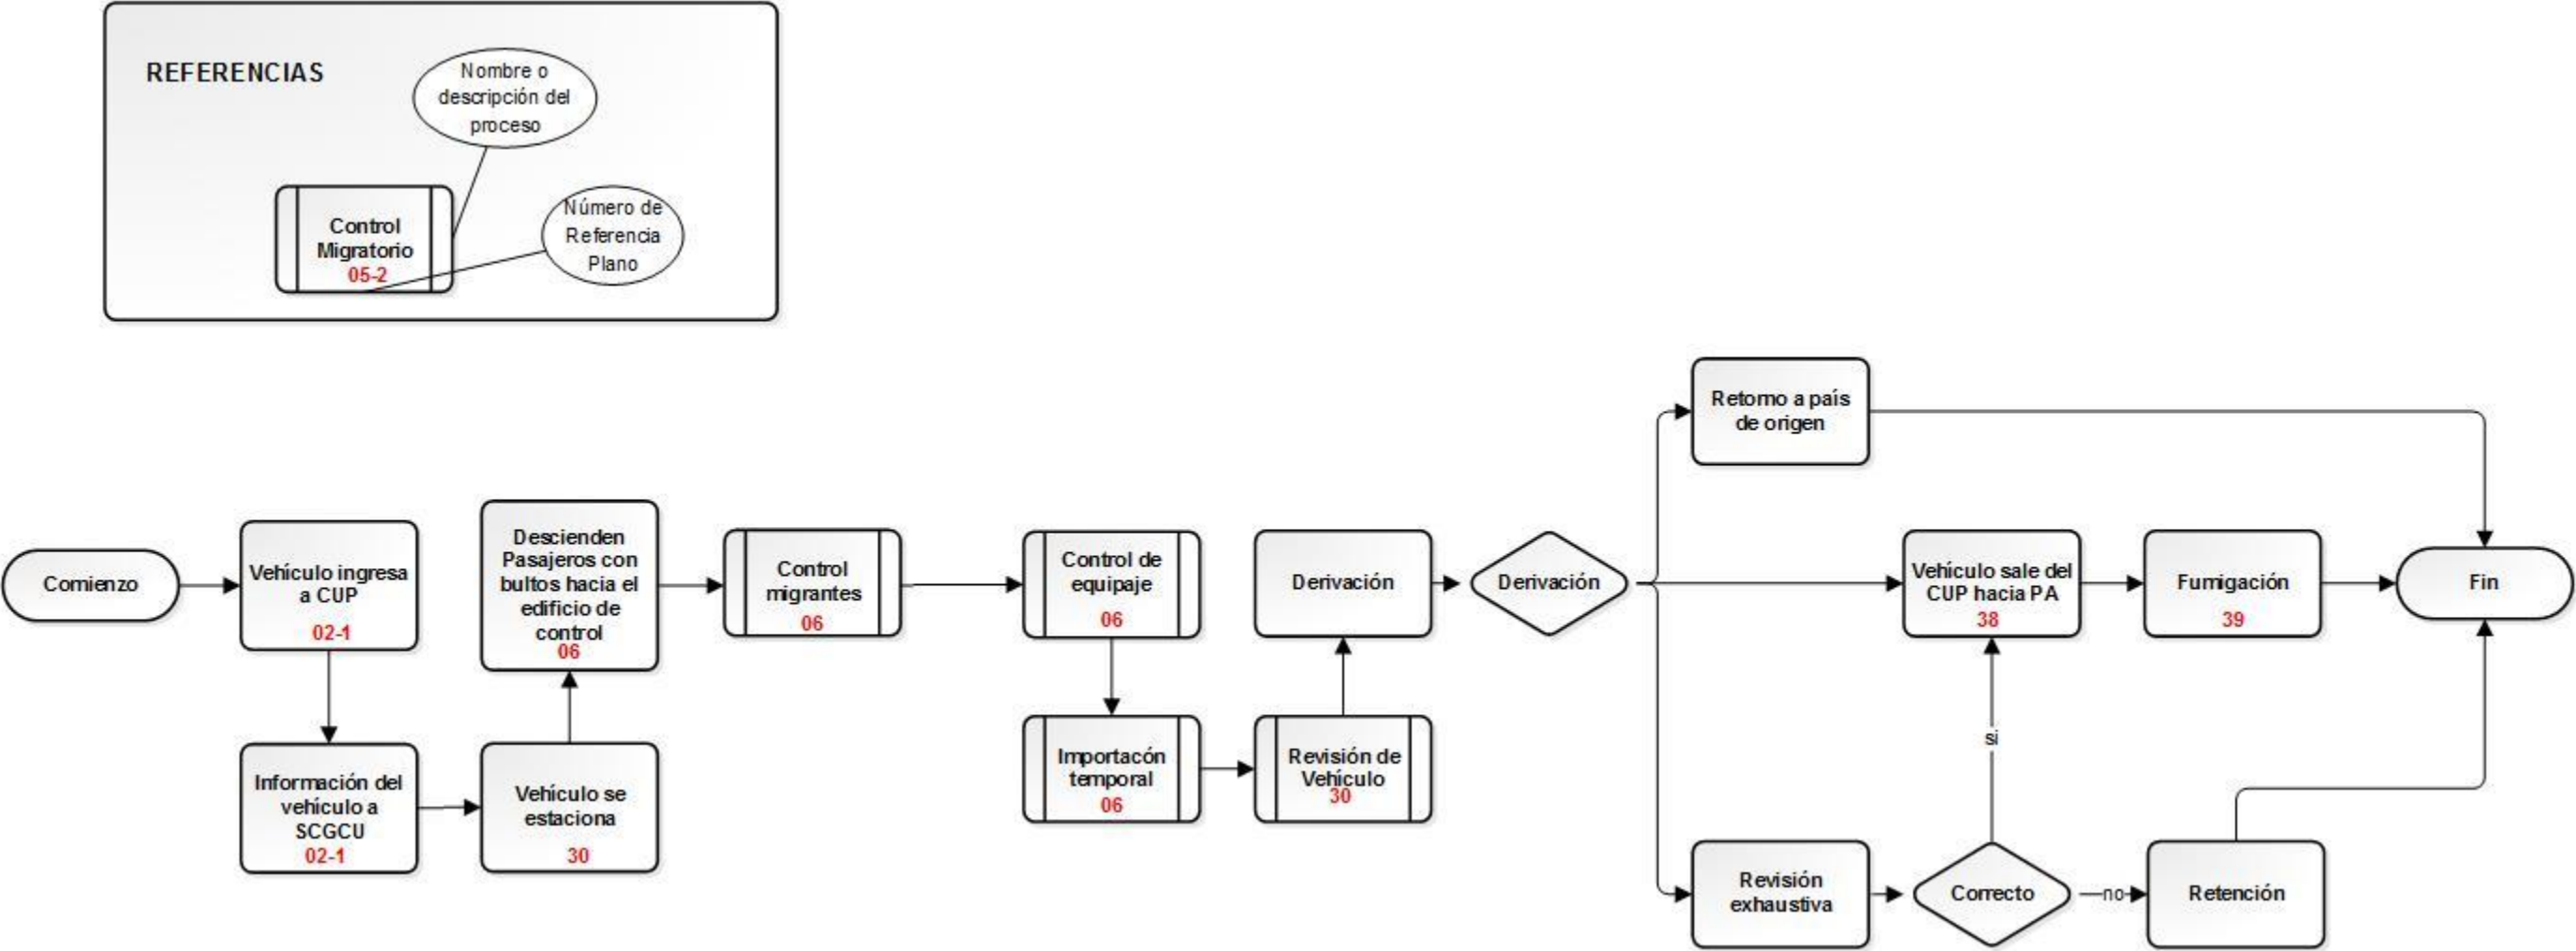 REFERENCIAS
Nombre o
descripción del
proceso
Control
Migratorio
05-2
Número de
Referencia
Plano
Comienzo
Vehículo ingresa
a CUP
02-1
Información del
vehículo a
SCGCU
02-1
Vehículo se
estaciona
30
Descienden
Pasajeros con
bultos hacia el
edificio de
control
06
Control
migrantes
06
Control de
equipaje
06
Importacón
temporal
06
Revisión de
Vehículo
30
Derivación
Derivación
Retorno a país
de origen
Vehículo sale del
CUP hacia PA
38
Fumigación
39
Fin
si
Revisión
exhaustiva
Correcto
no
Retención